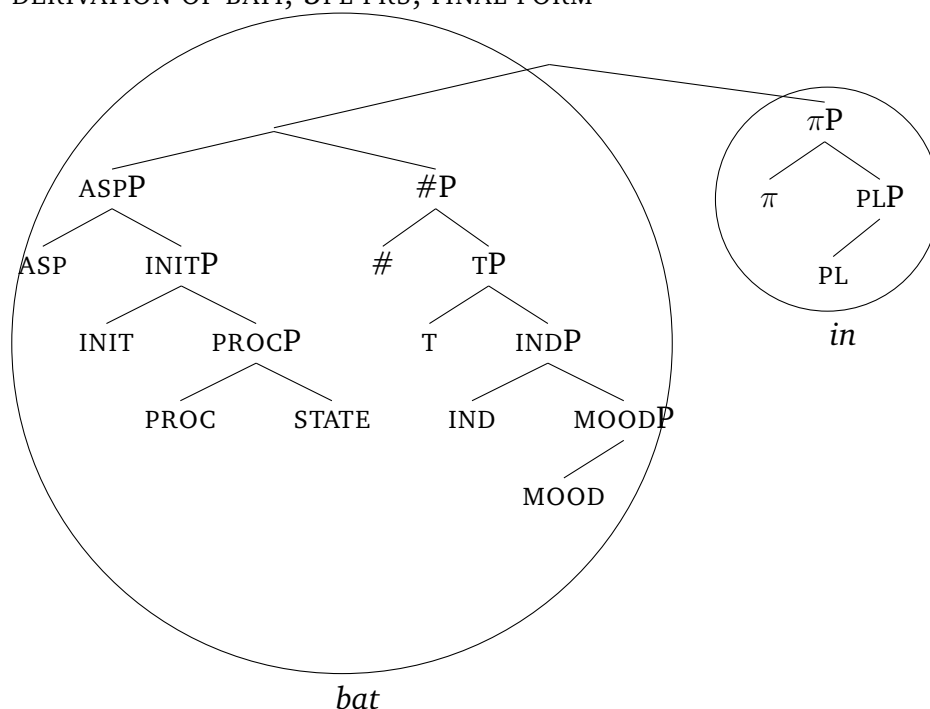 πP
ASPP #P π PLP
ASP INITP # TP PL
INIT PROCP T INDP in
PROC STATE IND MOODP
MOOD
bat